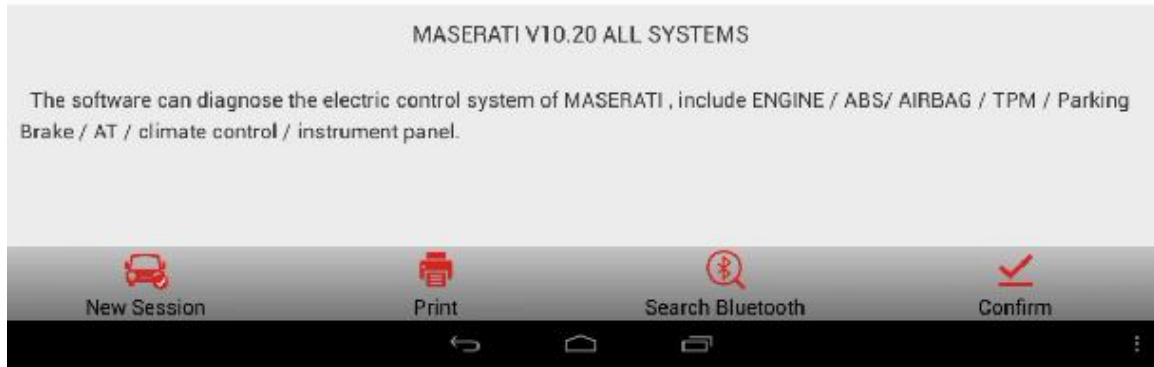 MASERATI V10.20 ALL SYSTEMS
The software can diagnose the electric control system of MASERATI , include ENGINE / ABS/ AIRBAG / TPM / Parking
Brake / AT / climate control / instrument panel.
New Session Print Search Bluetooth Confirm